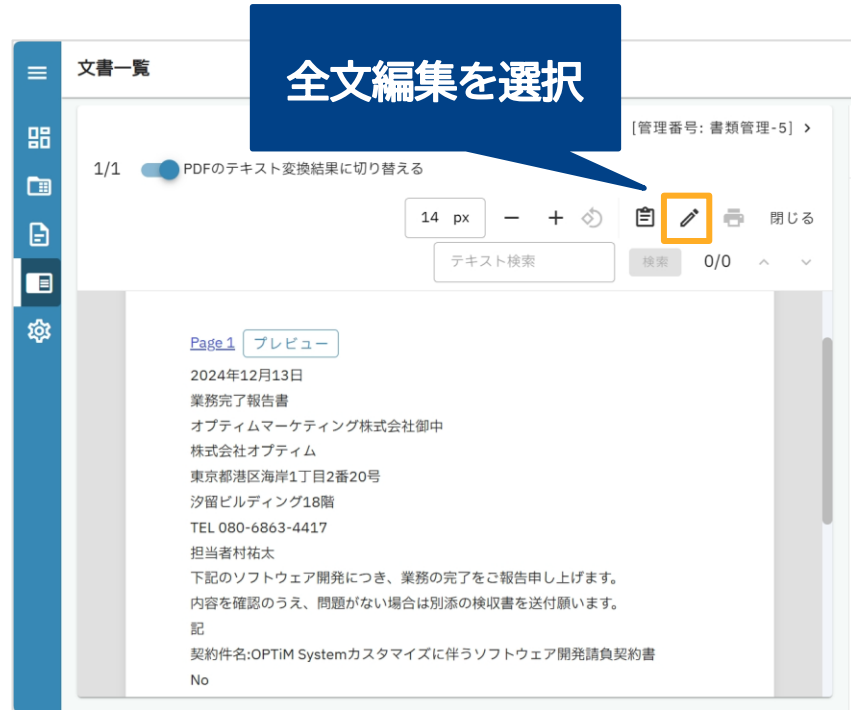 全文編集を選択
文書一覧
[管理番号: 書類管理-5]
1/1 PDFのテキスト変換結果に切り替える
14 px
閉じる
テキスト検索 検索 0/0
Page 1 プレビュー
2024年12月13日
業務完了報告書
オプティムマーケティング株式会社御中
株式会社オプティム
東京都港区海岸1丁目2番20号
汐留ビルディング18階
TEL 080-6863-4417
担当者村祐太
下記のソフトウェア開発につき、業務の完了をご報告申し上げます。
内容を確認のうえ、問題がない場合は別添の検収書を送付願います。
記
契約件名:OPTiM Systemカスタマイズに伴うソフトウェア開発請負契約書
No